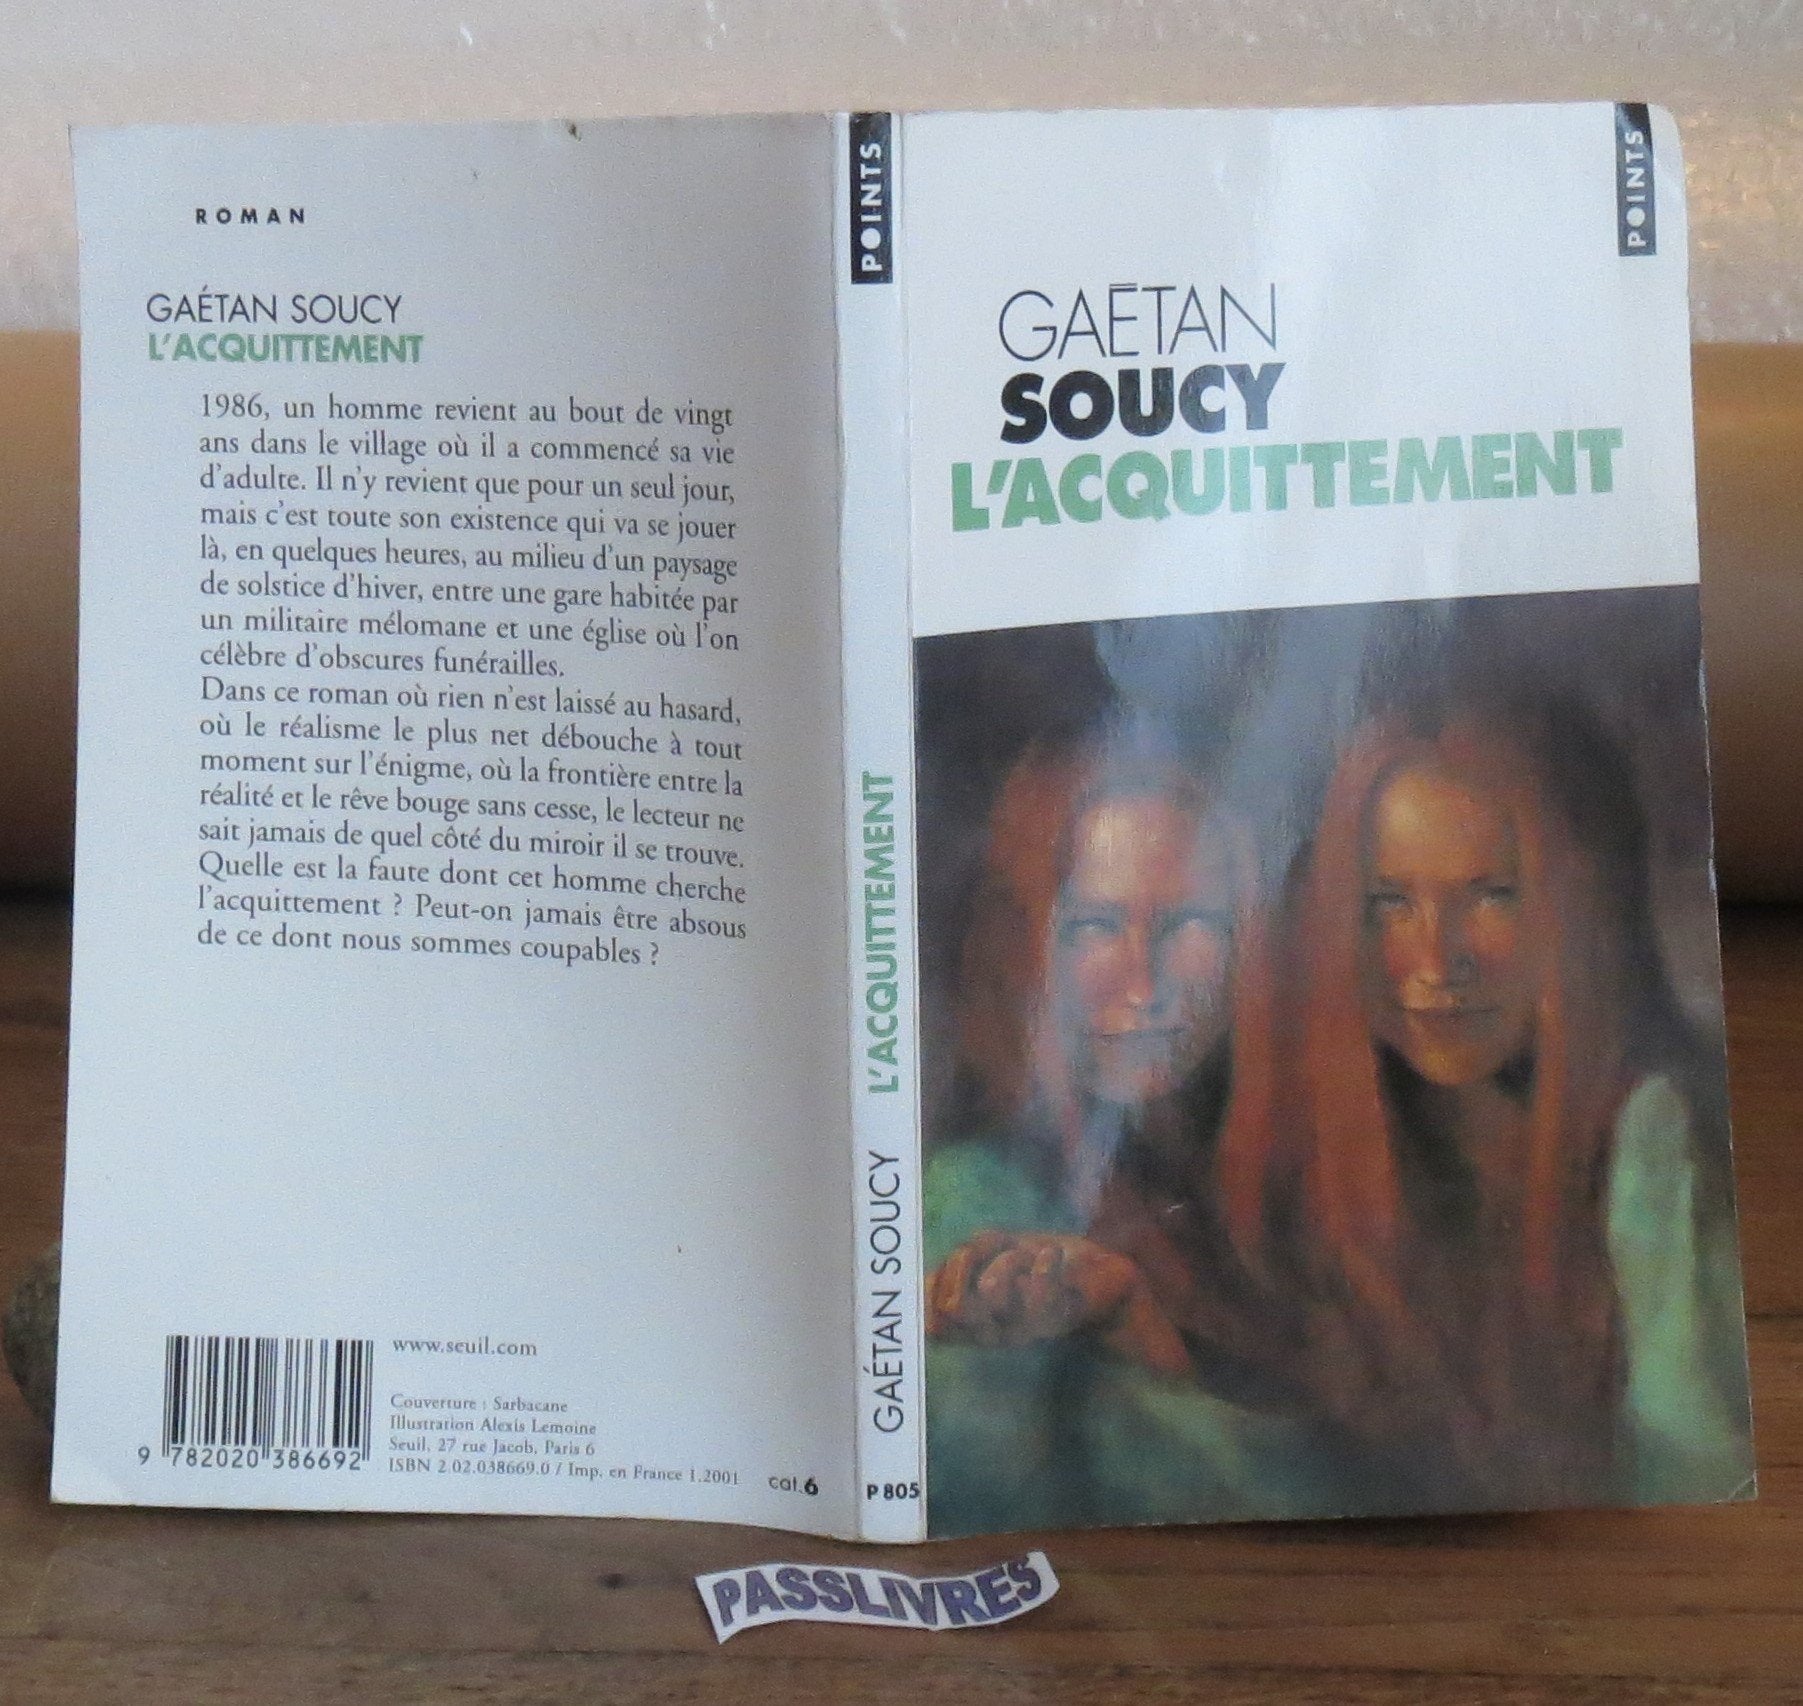 ROMAN
GAÉTAN SOUCY
L'ACQUITTEMENT
1986, un homme revient au bout de vingt
ans dans le village où il a commencé sa vie
d'adulte. Il n'y revient que pour un seul jour,
mais c'est toute son existence qui va se jouer
là, en quelques heures, au milieu d'un paysage
de solstice d'hiver, entre une gare habitée par
un militaire mélomane et une église où l'on
célèbre d'obscures funérailles.
Dans ce roman où rien n'est laissé au hasard,
où le réalisme le plus net débouche à tout
moment sur l'énigme, où la frontière entre la
réalité et le rêve bouge sans cesse, le lecteur ne
sait jamais de quel côté du miroir il se trouve.
Quelle est la faute dont cet homme cherche
l'acquittement ? Peut-on jamais être absous
de ce dont nous sommes coupables ?
www.seuil.com
Couverture : Sarbacane
Illustration Alexis Lemoine
Seuil, 27 rue Jacob, Paris 6
ISBN 2.02.038669.0 / Imp. en France 1.2001
9 782020 386692
cat.6
POINTS
L'ACQUITTEMENT
GAÉTAN SOUCY
P 805
POINTS
GAÉTAN
SOUCY
L'ACQUITTEMENT
PASSLIVRES